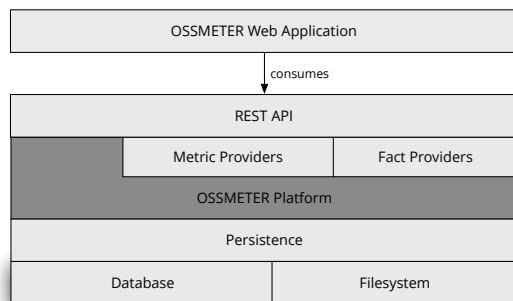 OSSMETER Web Application
consumes
REST API
Metric Providers
Fact Providers
OSSMETER Platform
Persistence
Database
Filesystem